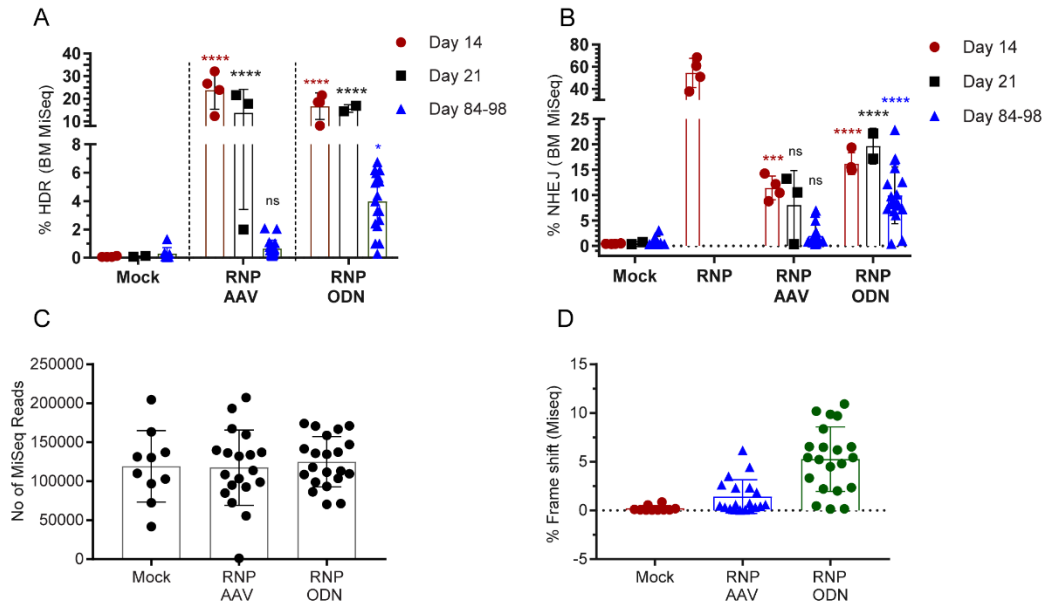 A
% HDR (BM MiSeq)
40
30
20
10
8
6
4
2
0
****
****
ns
****
****
*
Mock
RNP
AAV
RNP
ODN
Day 14
Day 21
Day 84-98
B
% NHEJ ( BM MiSeq)
80
60
40
25
20
15
10
5
0
***
ns
ns
****
****
****
Mock
RNP
RNP
AAV
RNP
ODN
Day 14
Day 21
Day 84-98
C
No of MiSeq Reads
250000
200000
150000
100000
50000
0
Mock
RNP
AAV
RNP
ODN
D
% Frame shift (Miseq)
15
10
5
0
-5
Mock
RNP
AAV
RNP
ODN